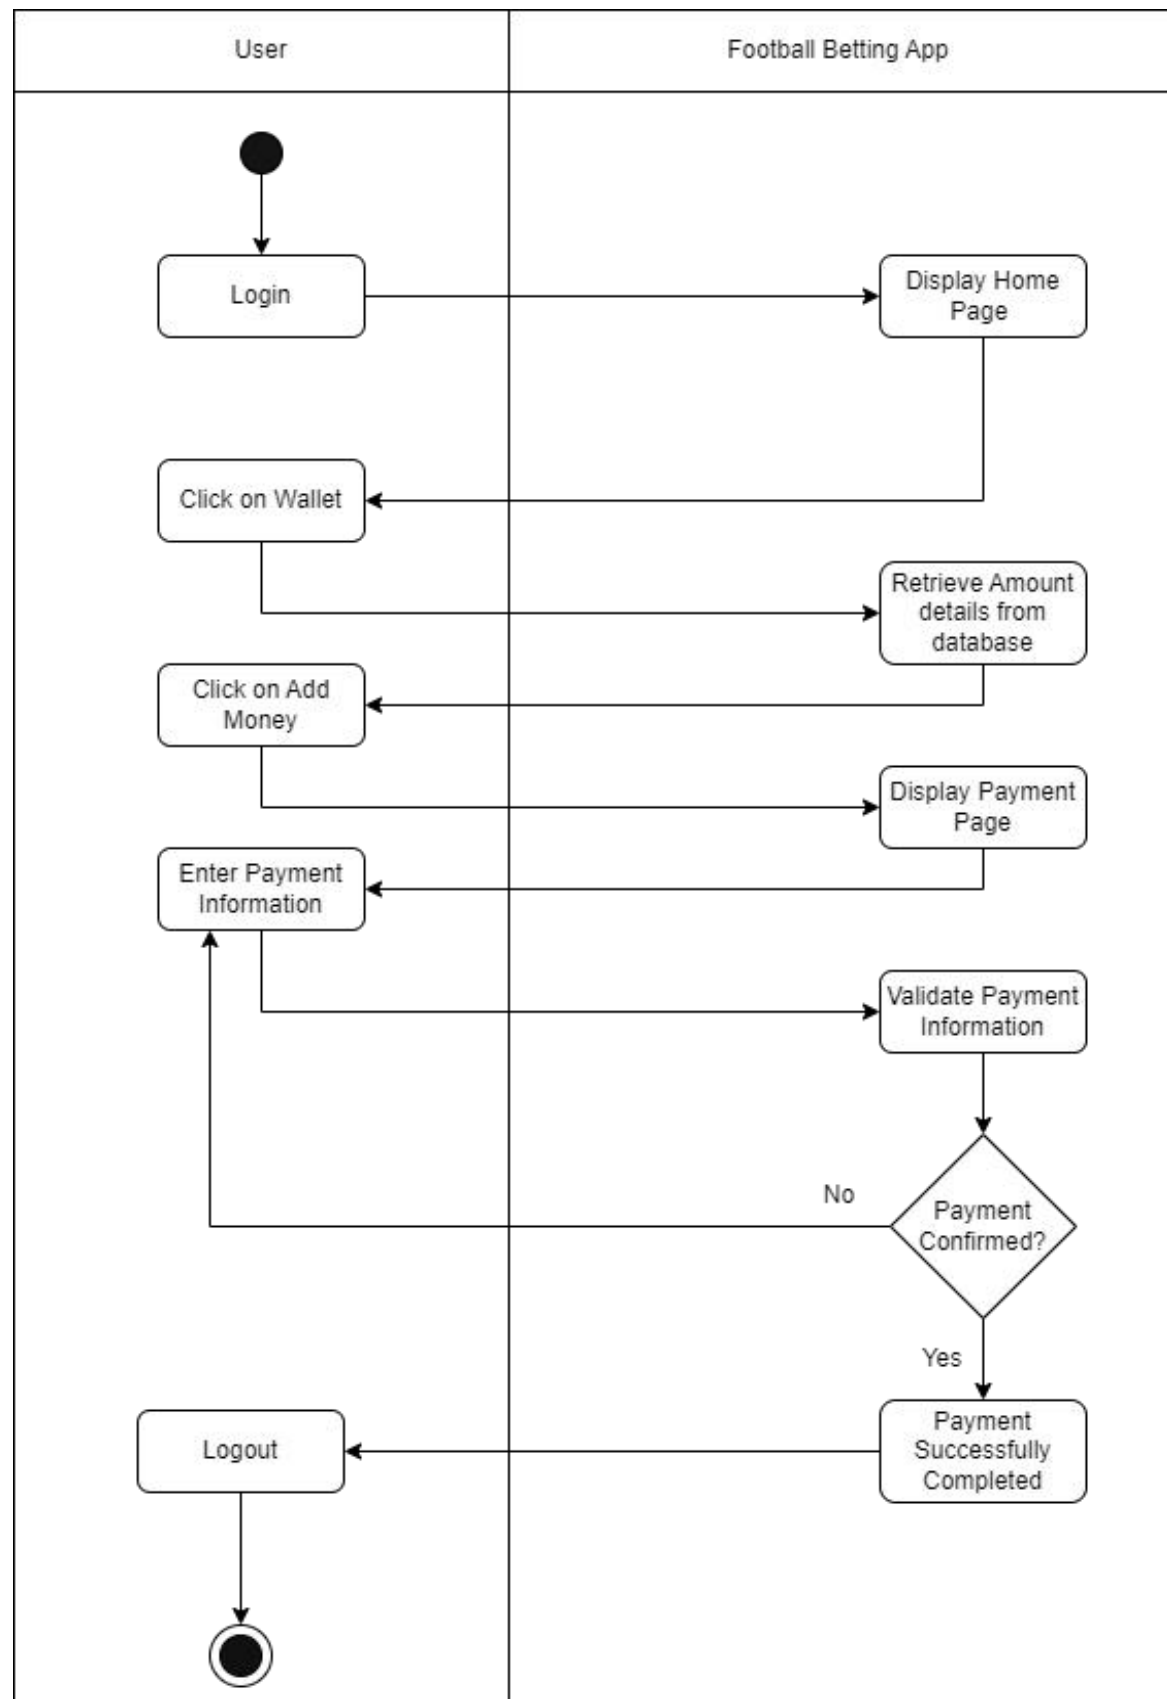 User
Football Betting App
Login
Display Home
Page
Click on Wallet
Retrieve Amount
details from
database
Click on Add
Money
Display Payment
Page
Enter Payment
Information
Validate Payment
Information
No
Payment
Confirmed?
Yes
Logout
Payment
Successfully
Completed